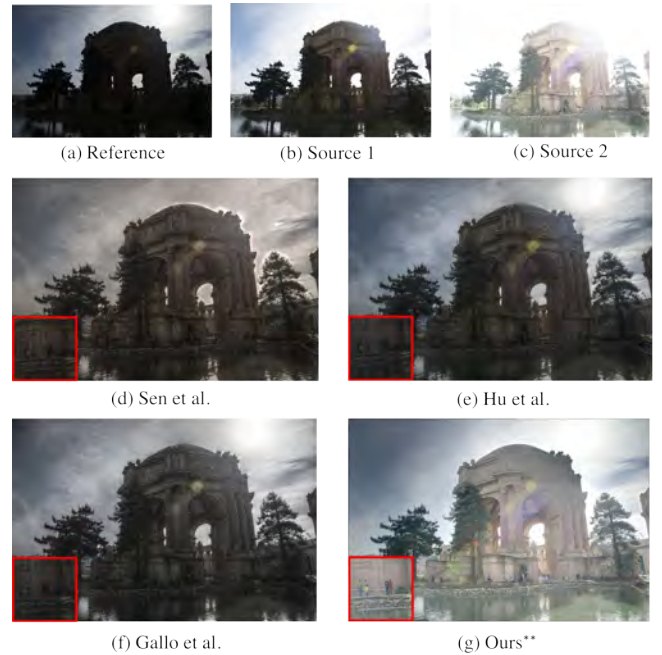 (a) Reference
(b) Source 1
(c) Source 2
(d) Sen et al.
(e) Hu et al.
(f) Gallo et al.
(g) Ours**